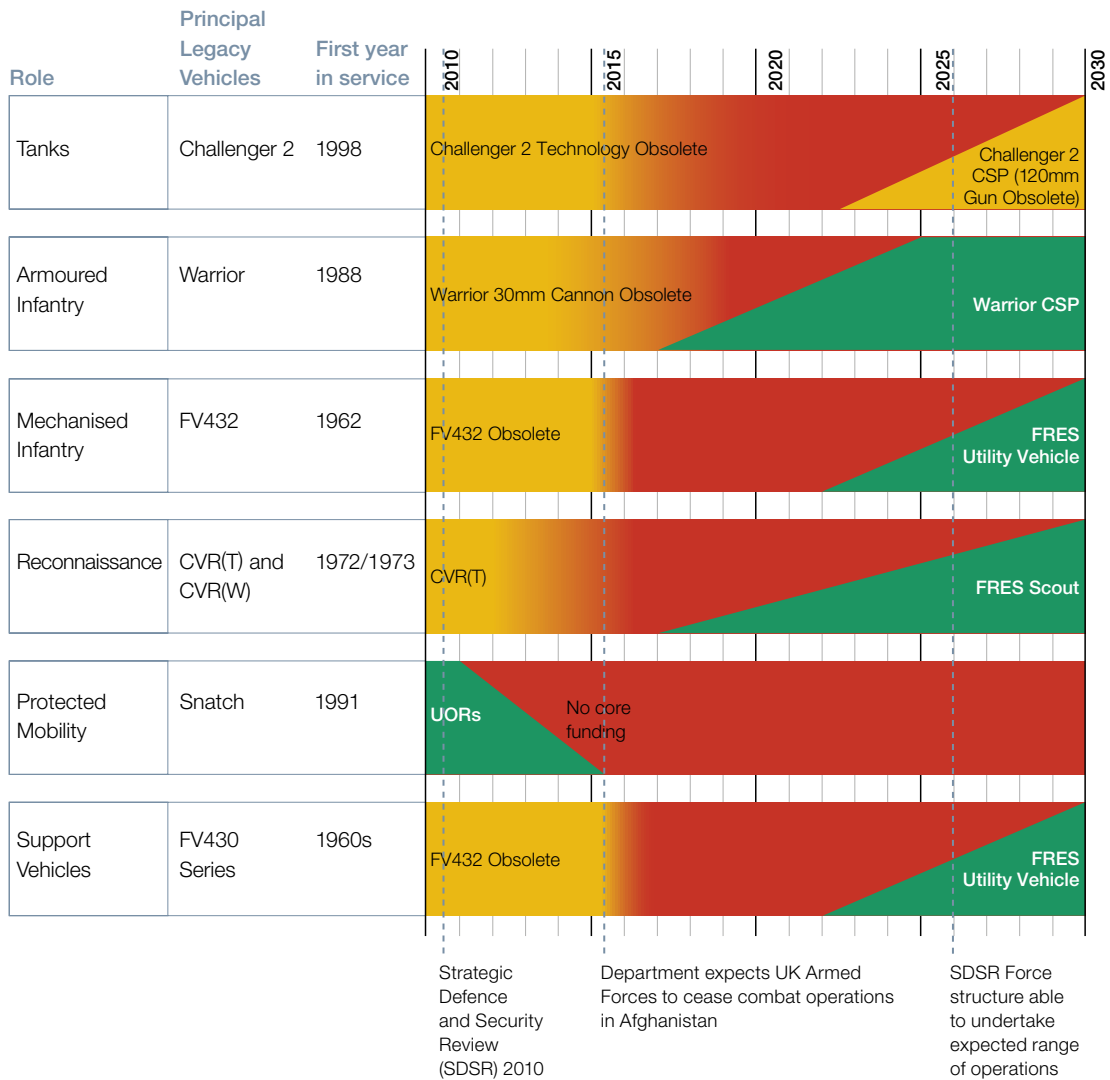 Principal
Legacy
Vehicles
First year
in service
Role
2010
2015
2020
2025
2030
Tanks
Challenger 2
1998
Challenger 2 Technology Obsolete
Challenger 2
CSP (120mm
Gun Obsolete)
Armoured
Infantry
Warrior
1988
Warrior 30mm Cannon Obsolete
Warrior CSP
Mechanised
Infantry
FV432
1962
FV432 Obsolete
FRES
Utility Vehicle
Reconnaissance
CVR(T) and
CVR(W)
1972/1973
CVR(T)
FRES Scout
Protected
Mobility
Snatch
1991
UORs
No core
funding
Support
Vehicles
FV430
Series
1960s
FV432 Obsolete
FRES
Utility Vehicle
Strategic
Defence
and Security
Review
(SDSR) 2010
Department expects UK Armed
Forces to cease combat operations
in Afghanistan
SDSR Force
structure able
to undertake
expected range
of operations